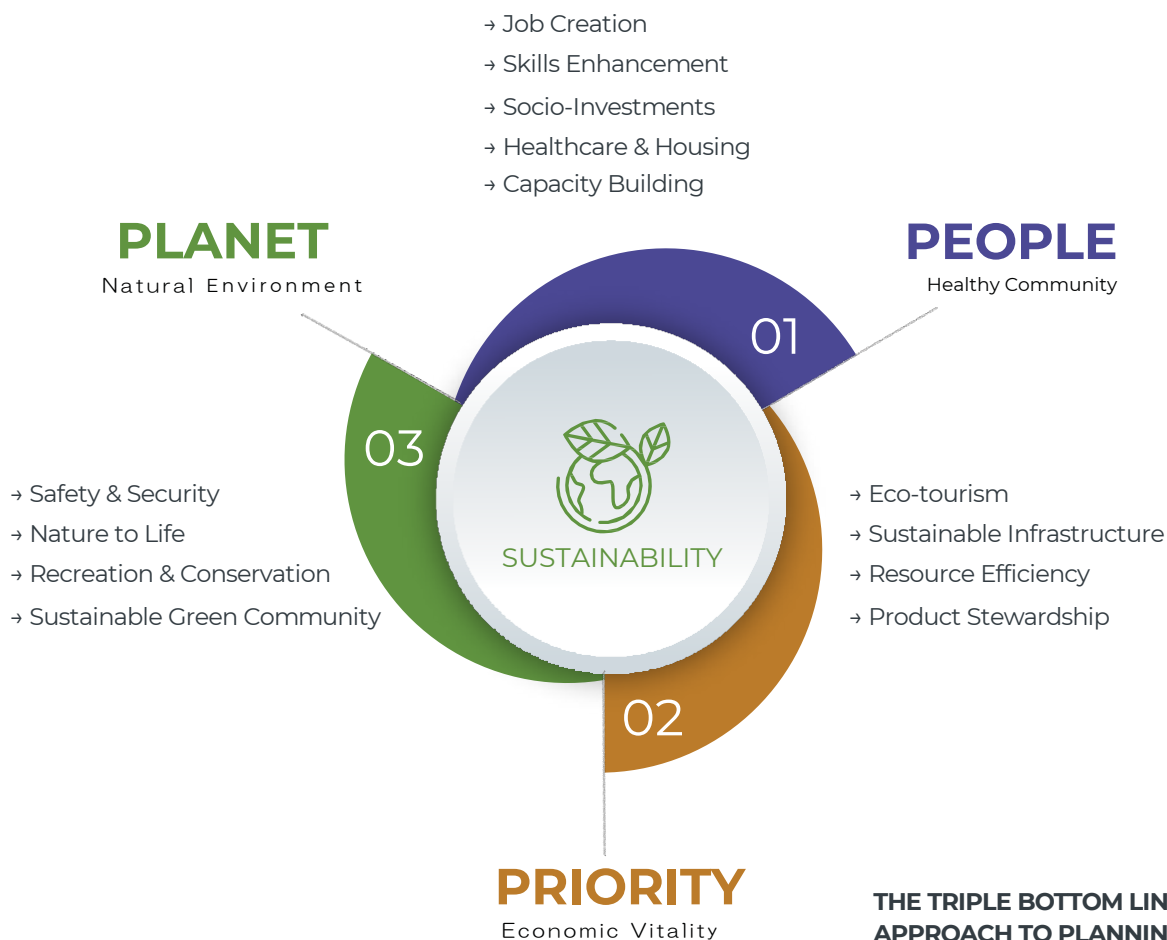 → Job Creation
→ Skills Enhancement
→ Socio-Investments
→ Healthcare & Housing
→ Capacity Building
PLANET
Natural Environment
PEOPLE
Healthy Community
01
03
SUSTAINABILITY
→ Safety & Security
→ Nature to Life
→ Recreation & Conservation
→ Sustainable Green Community
→ Eco-tourism
→ Sustainable Infrastructure
→ Resource Efficiency
→ Product Stewardship
02
PRIORITY
Economic Vitality
THE TRIPLE BOTTOM LIN
APPROACH TO PLANNIN